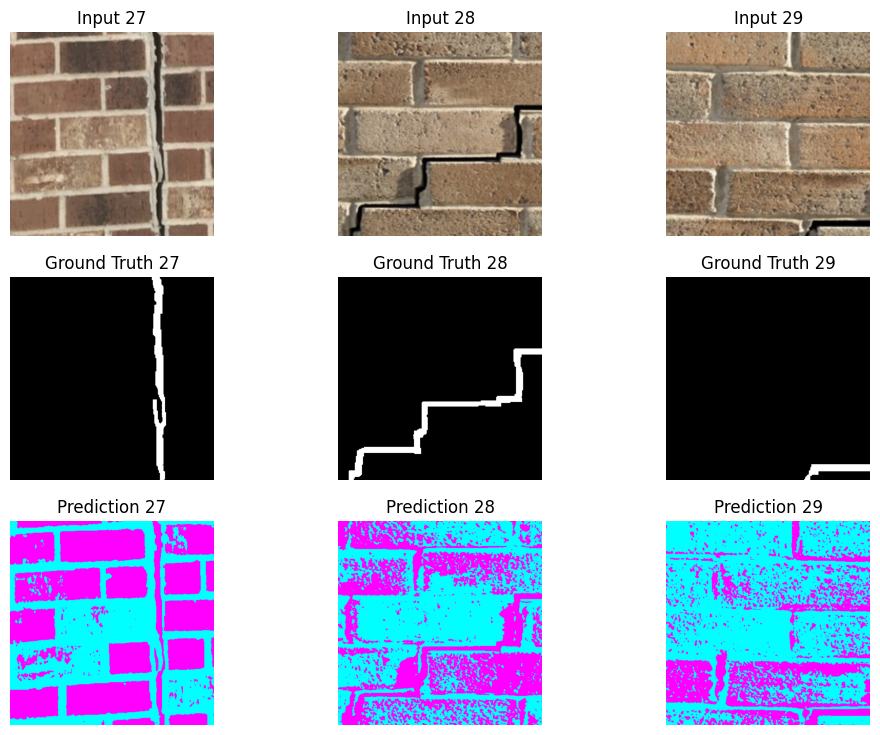 Input 27
Input 28
Input 29
Ground Truth 27
Ground Truth 28
Ground Truth 29
Prediction 27
Prediction 28
Prediction 29